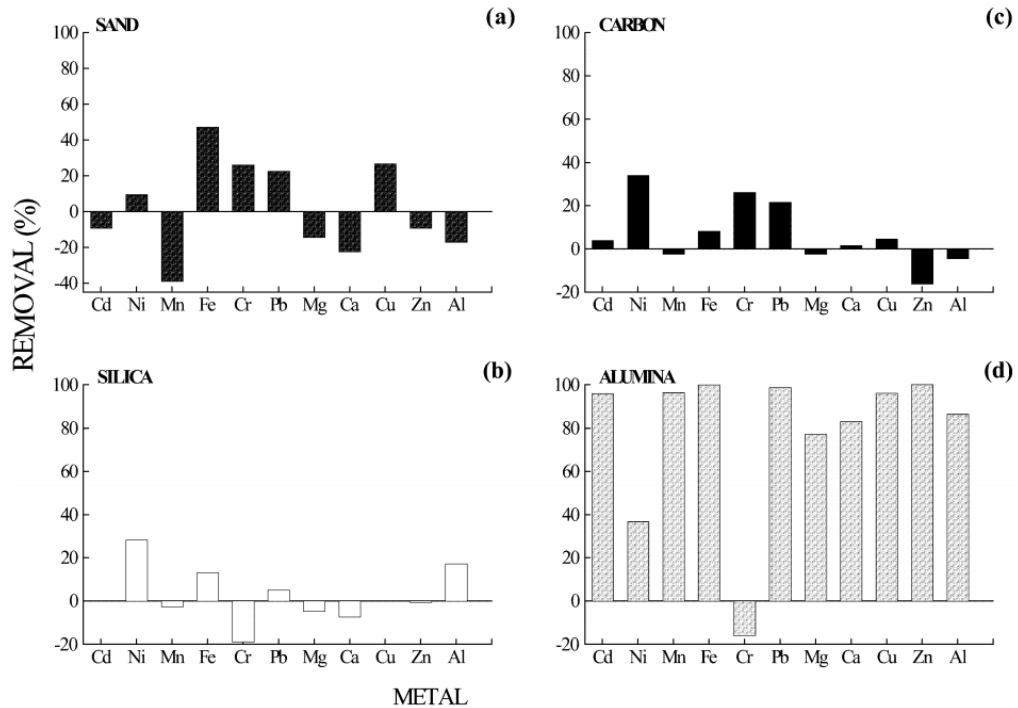 REMOVAL (%)
SAND
(a)
100
80
60
40
20
0
-20
-40
Cd Ni Mn Fe Cr Pb Mg Ca Cu Zn Al
CARBON
(c)
100
80
60
40
20
0
-20
Cd Ni Mn Fe Cr Pb Mg Ca Cu Zn Al
SILICA
(b)
100
80
60
40
20
0
-20
Cd Ni Mn Fe Cr Pb Mg Ca Cu Zn Al
ALUMINA
(d)
100
80
60
40
20
0
-20
Cd Ni Mn Fe Cr Pb Mg Ca Cu Zn Al
METAL